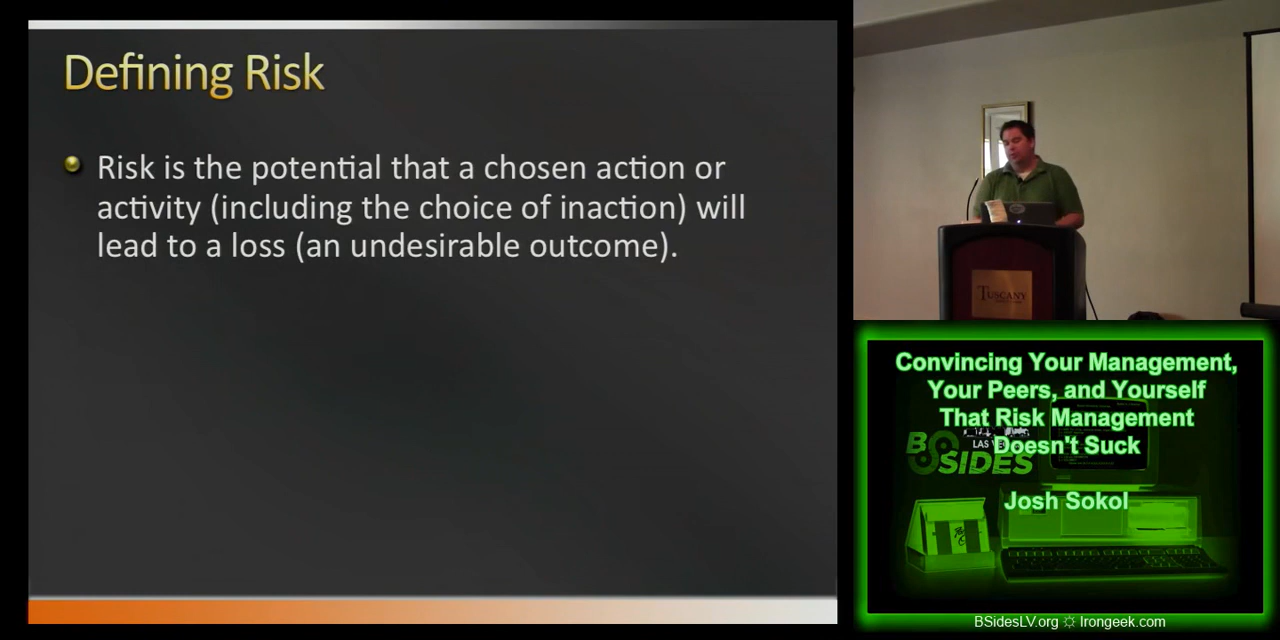 Defining Risk
Risk is the potential that a chosen action or
activity (including the choice of inaction) will
lead to a loss (an undesirable outcome).
TUSCANY
Convincing Your Management,
Your Peers, and Yourself
That Risk Management
Doesn't Suck
BSIDES
LAS
Josh Sokol
BSidesLV.org ☼ Irongeek.com